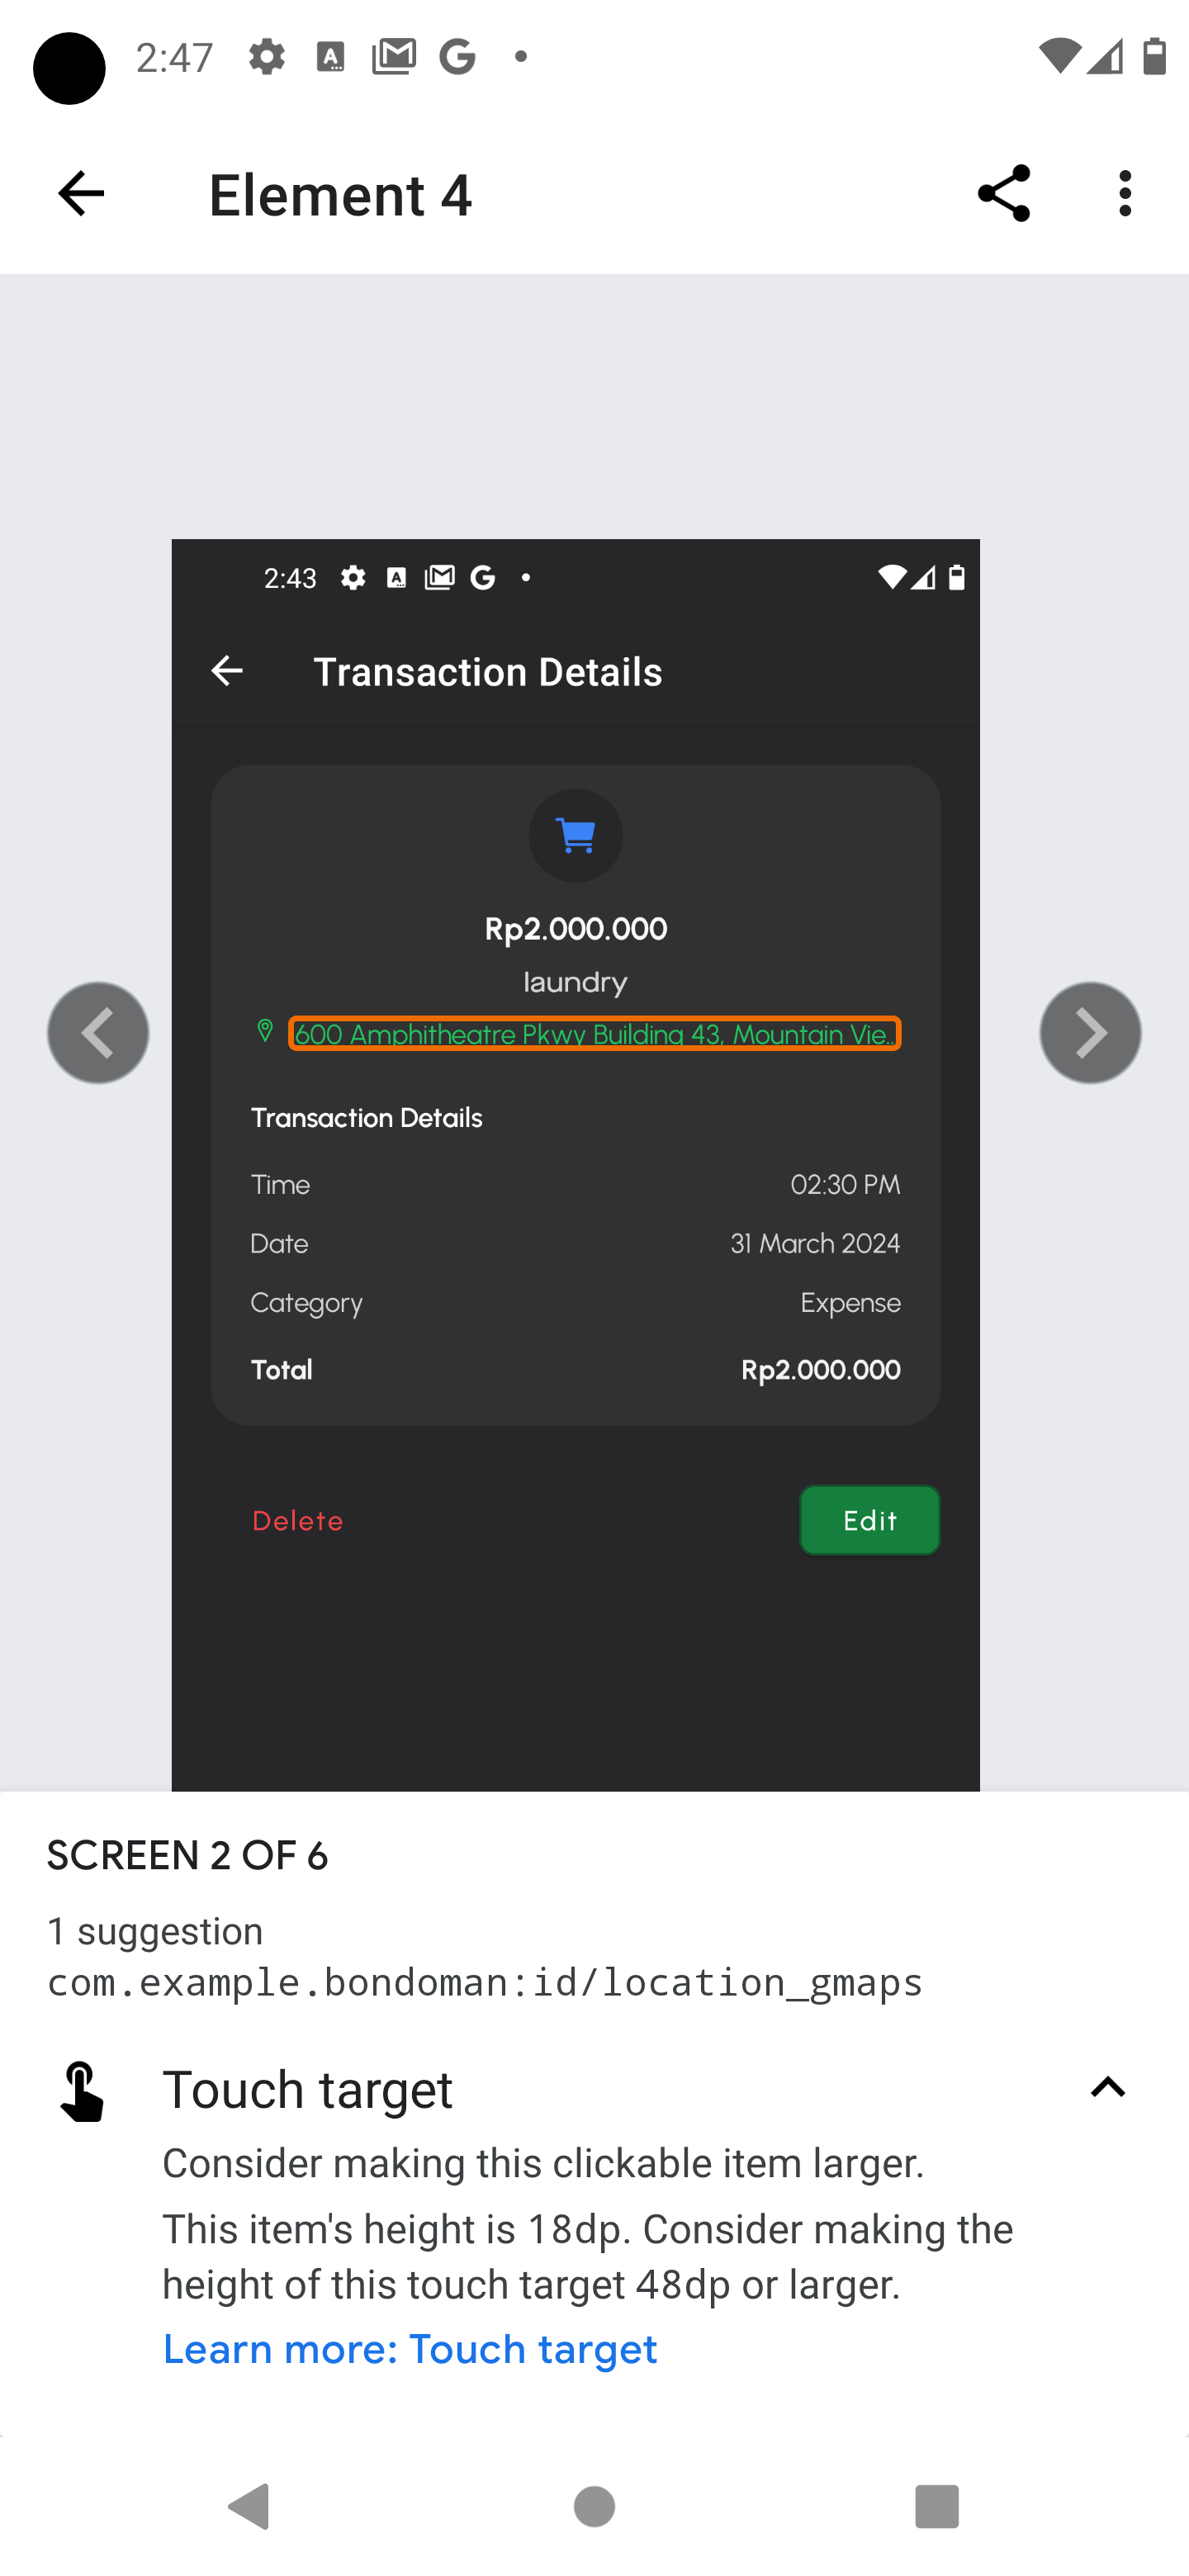 2:47
Element 4
2:43
Transaction Details
Rp2.000.000
laundry
600 Amphitheatre Pkwy Building 43, Mountain Vie..
Transaction Details
Time 02:30 PM
Date 31 March 2024
Category Expense
Total Rp2.000.000
Delete Edit
SCREEN 2 OF 6
1 suggestion
com.example.bondoman:id/location_gmaps
Touch target
Consider making this clickable item larger.
This item's height is 18dp. Consider making the
height of this touch target 48dp or larger.
Learn more: Touch target